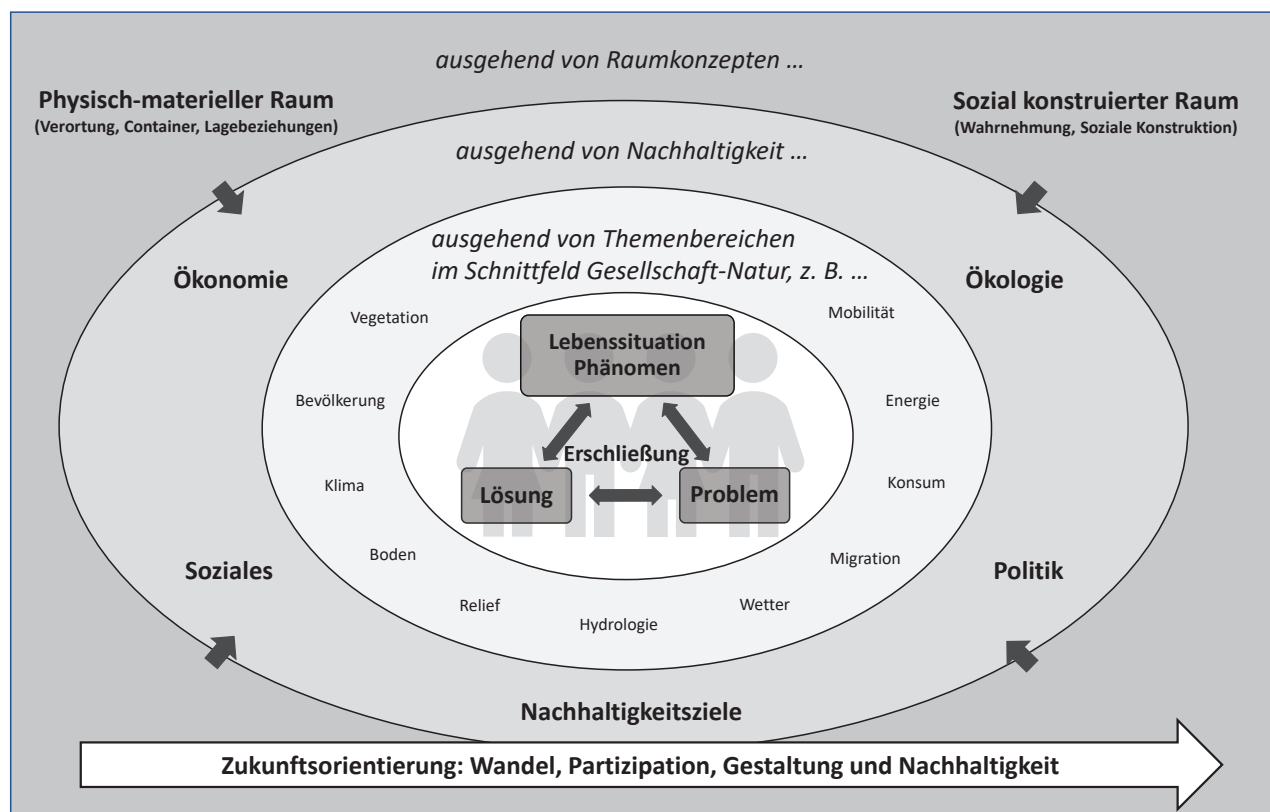 ausgehend von Raumkonzepten …
Physisch-materieller Raum
(Verortung, Container, Lagebeziehungen)
Sozial konstruierter Raum
(Wahrnehmung, Soziale Konstruktion)
ausgehend von Nachhaltigkeit …
ausgehend von Themenbereichen
im Schnittfeld Gesellschaft-Natur, z. B. …
Ökonomie
Ökologie
Vegetation
Mobilität
Lebenssituation
Phänomen
Bevölkerung
Energie
Erschließung
Klima
Lösung
Problem
Konsum
Boden
Migration
Soziales
Politik
Relief
Wetter
Hydrologie
Nachhaltigkeitsziele
Zukunftsorientierung: Wandel, Partizipation, Gestaltung und Nachhaltigkeit